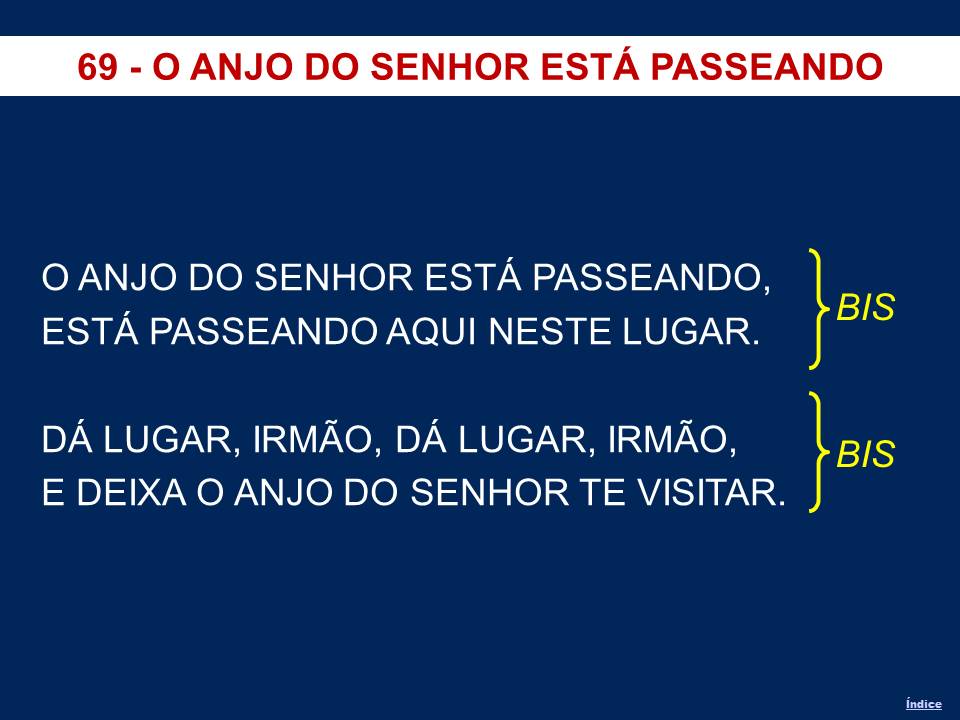 69 - O ANJO DO SENHOR ESTÁ PASSEANDO
O ANJO DO SENHOR ESTÁ PASSEANDO,
ESTÁ PASSEANDO AQUI NESTE LUGAR.
BIS
DÁ LUGAR, IRMÃO, DÁ LUGAR, IRMÃO,
E DEIXA O ANJO DO SENHOR TE VISITAR.
BIS
Índice